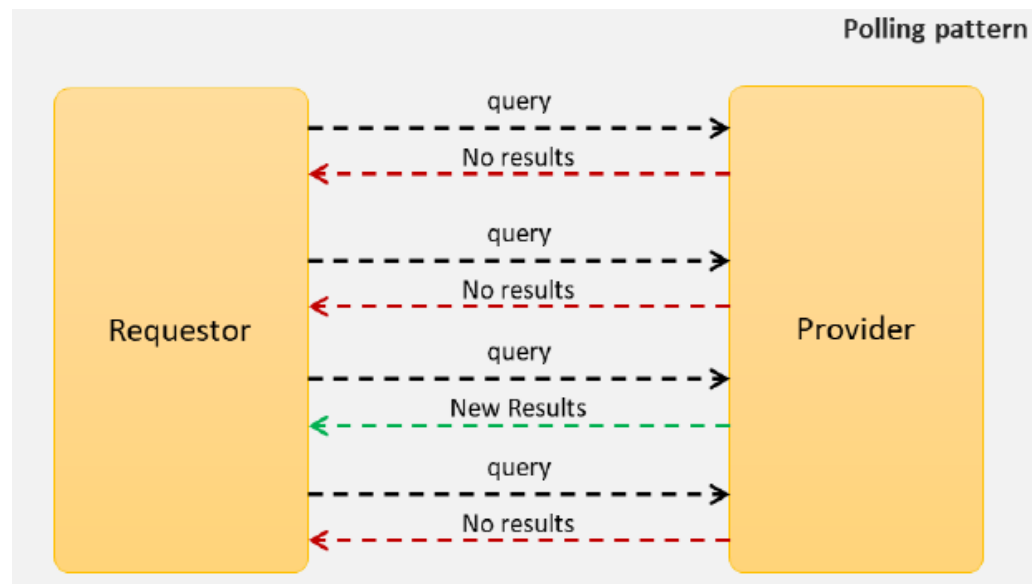 Polling pattern
query
No results
query
No results
Requestor
Provider
query
New Results
query
No results